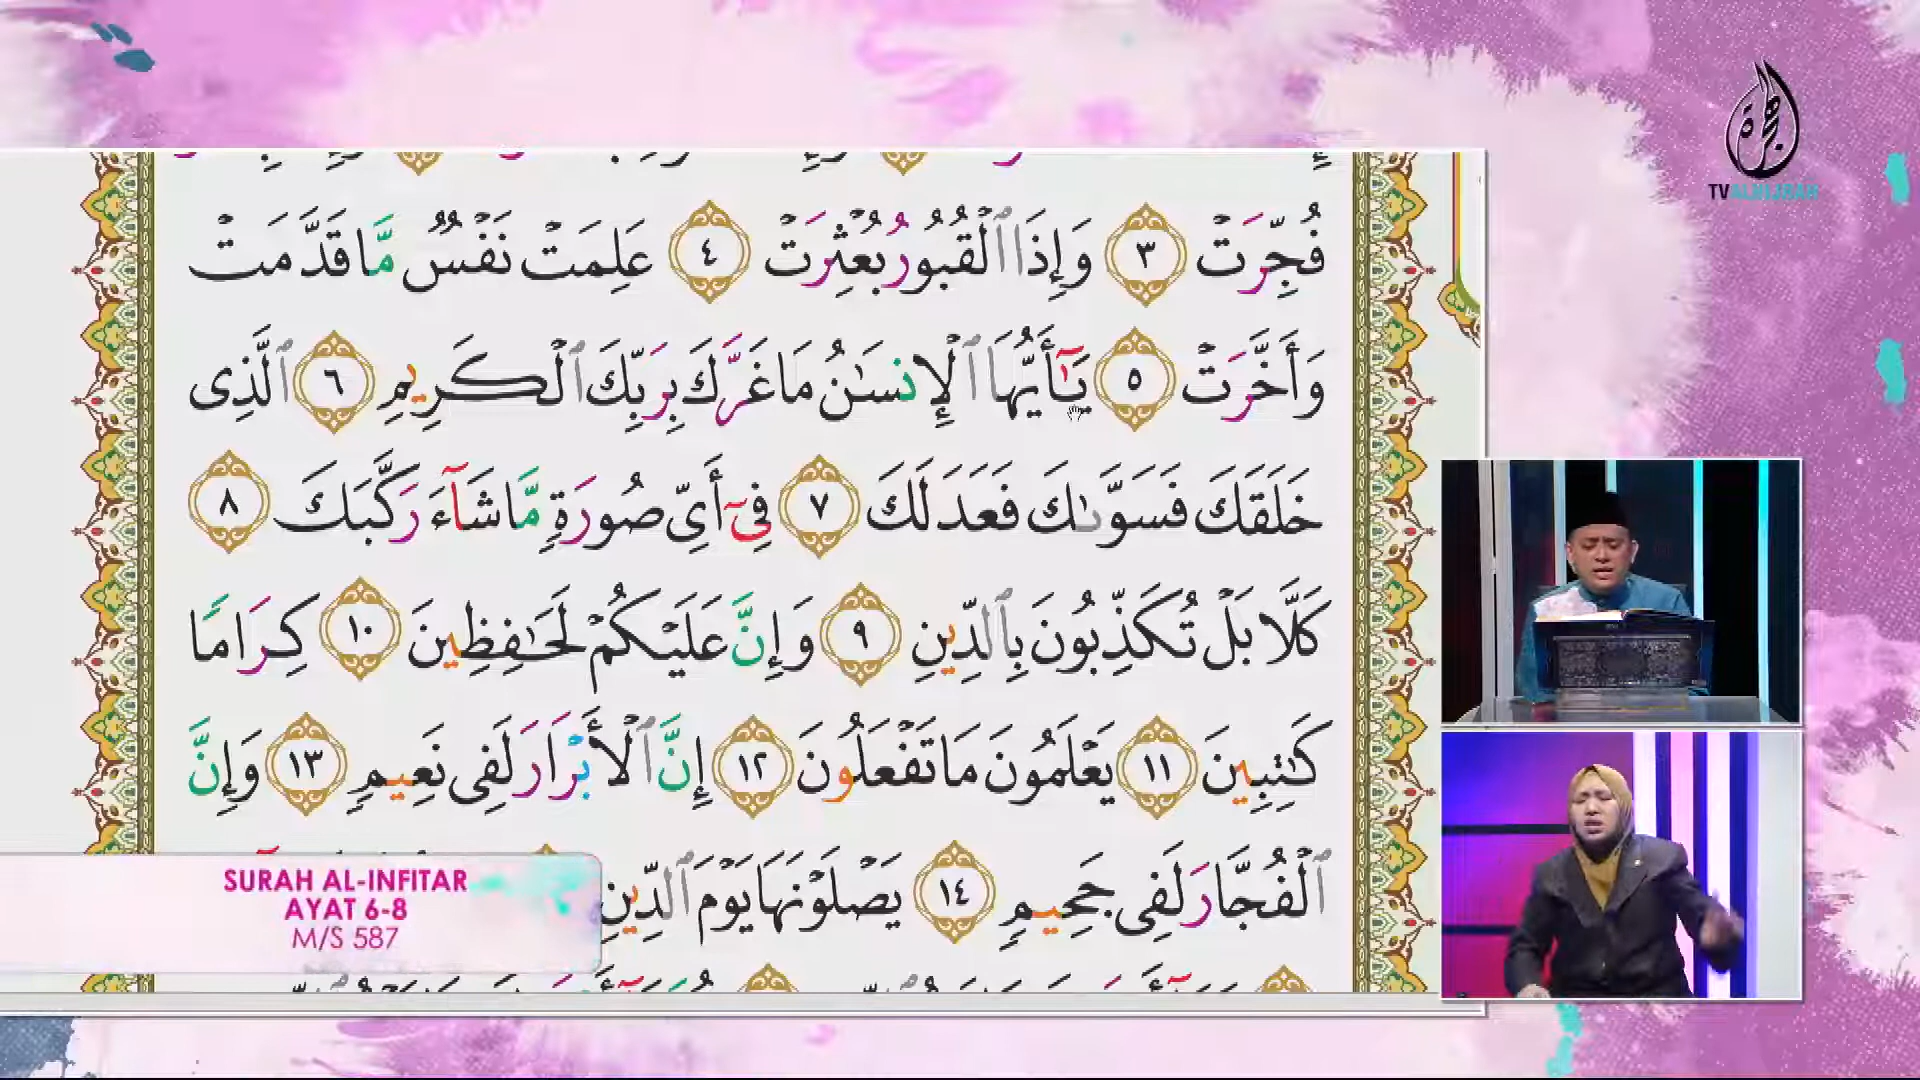 فُجِّرَتْ ٣ وَإِذَا ٱلْقُبُورُ بُعْثِرَتْ ٤ عَلِمَتْ نَفْسٌ مَّا قَدَّمَتْ
وَأَخَّرَتْ ٥ يَـٰٓأَيُّهَا ٱلْإِنسَـٰنُ مَا غَرَّكَ بِرَبِّكَ ٱلْكَرِيمِ ٦ ٱلَّذِى
خَلَقَكَ فَسَوَّىٰكَ فَعَدَلَكَ ٧ فِىٓ أَىِّ صُورَةٍ مَّا شَآءَ رَكَّبَكَ ٨
كَلَّا بَلْ تُكَذِّبُونَ بِٱلدِّينِ ٩ وَإِنَّ عَلَيْكُمْ لَحَـٰفِظِينَ ١٠ كِرَامًا
كَـٰتِبِينَ ١١ يَعْلَمُونَ مَا تَفْعَلُونَ ١٢ إِنَّ ٱلْأَبْرَارَ لَفِى نَعِيمٍ ١٣ وَإِنَّ
ٱلْفُجَّارَ لَفِى جَحِيمٍ ١٤ يَصْلَوْنَهَا يَوْمَ ٱلدِّينِ
SURAH AL-INFITAR
AYAT 6-8
M/S 587
TV ALHIJRAH